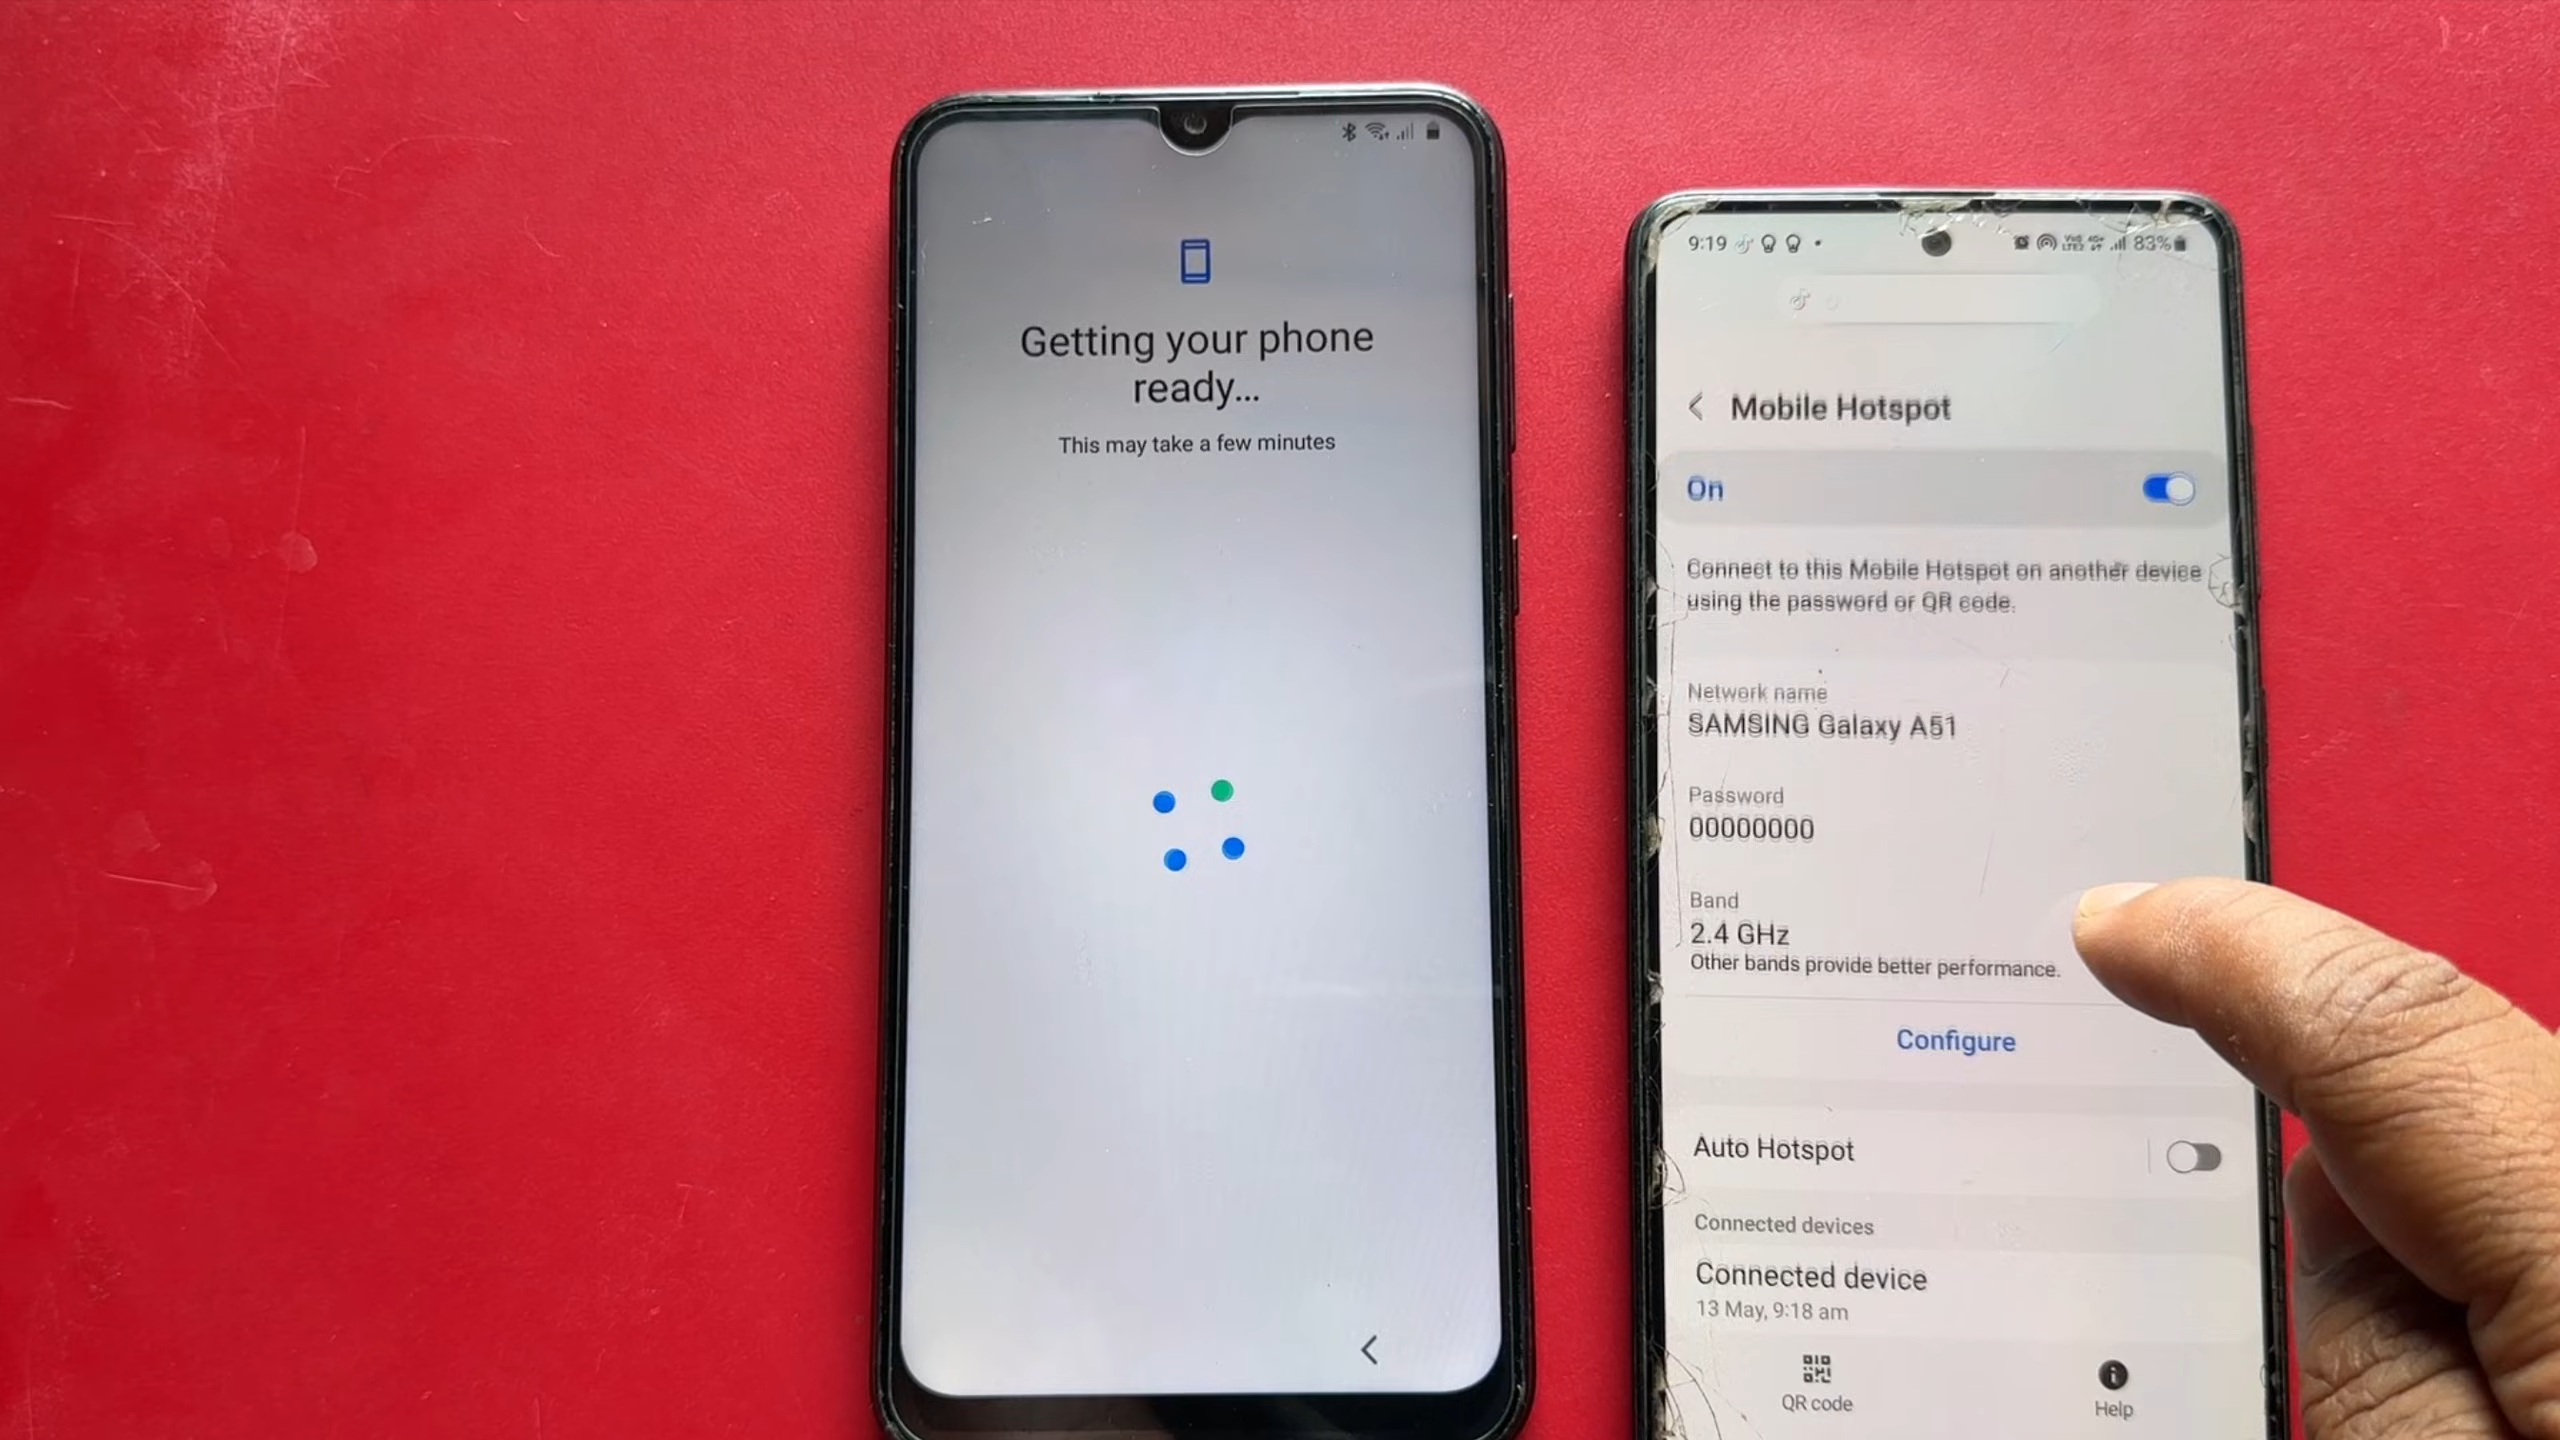 Getting your phone
ready...
This may take a few minutes
9:19
83%
Mobile Hotspot
On
Connect to this Mobile Hotspot on another device
using the password or QR code.
Network name
SAMSING Galaxy A51
Password
00000000
Band
2.4 GHz
Other bands provide better performance.
Configure
Auto Hotspot
Connected devices
Connected device
13 May, 9:18 am
QR code
Help